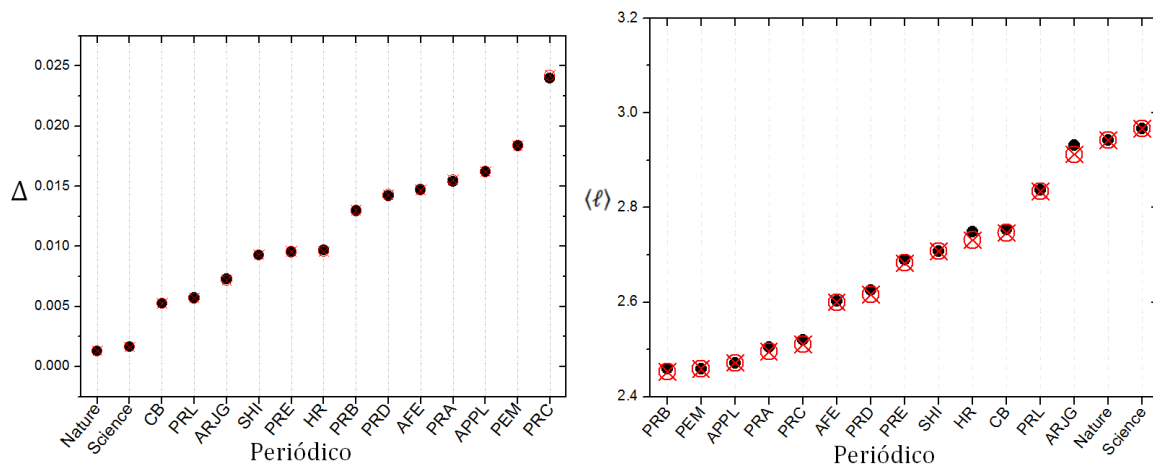 0.025
0.020
0.015
0.010
0.005
0.000
Δ
Nature
Science
CB
PRL
ARJG
SHI
PRE
HR
PRB
PRD
AFE
PRA
APPL
PEM
PRC
Periódico
3.2
3.0
2.8
2.6
2.4
⟨ℓ⟩
PRB
PEM
APPL
PRA
PRC
AFE
PRD
PRE
SHI
HR
CB
PRL
ARJG
Nature
Science
Periódico